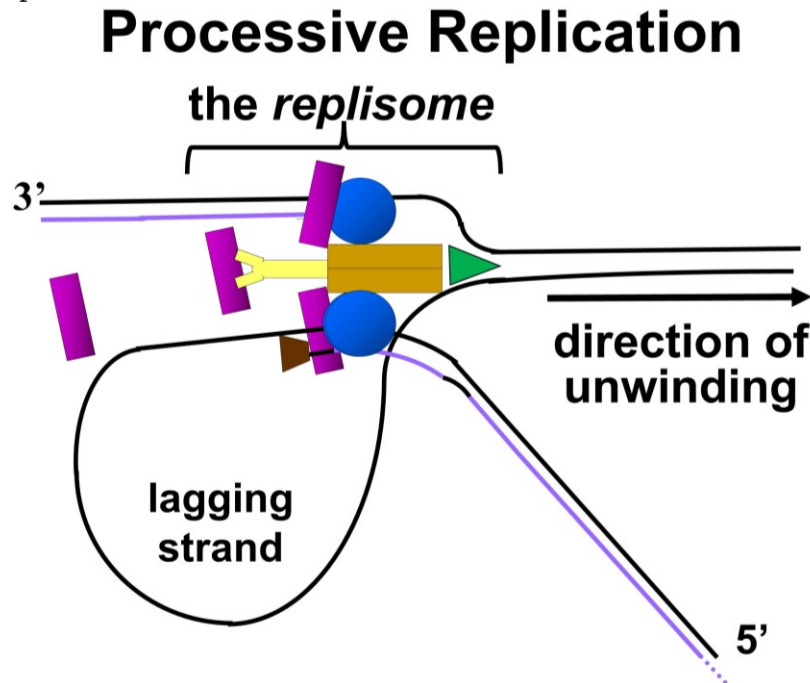 Processive Replication
the replisome
3’
direction of
unwinding
lagging
strand
5’